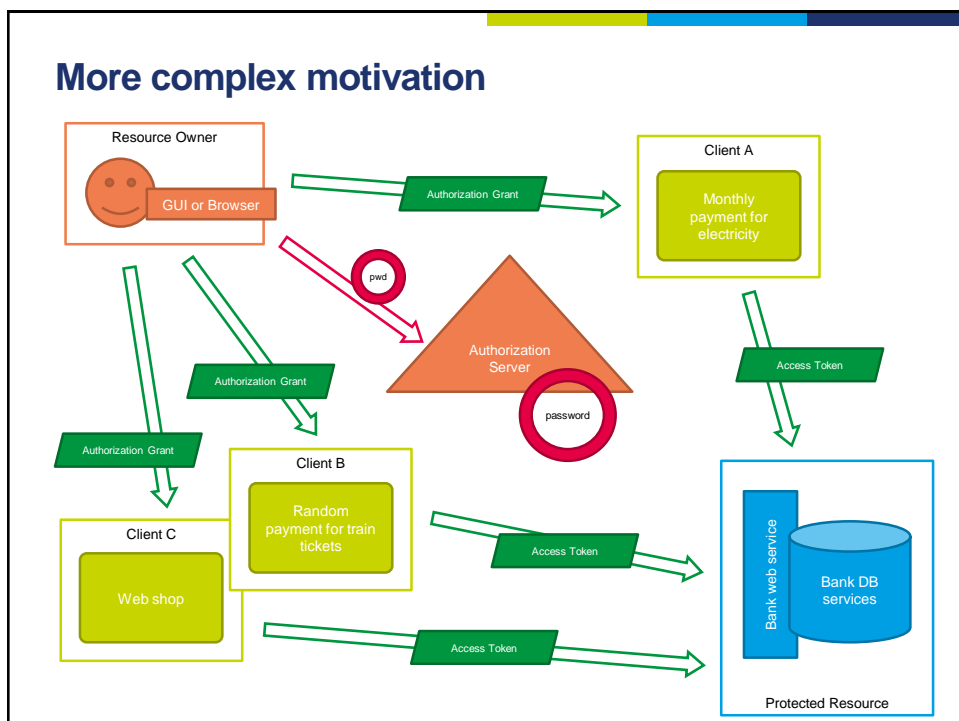 More complex motivation
Resource Owner
GUI or Browser
Authorization Grant
Client A
Monthly
payment for
electricity
pwd
Authorization
Server
password
Access Token
Authorization Grant
Authorization Grant
Client B
Random
payment for train
tickets
Client C
Web shop
Access Token
Access Token
Bank web service
Bank DB
services
Protected Resource